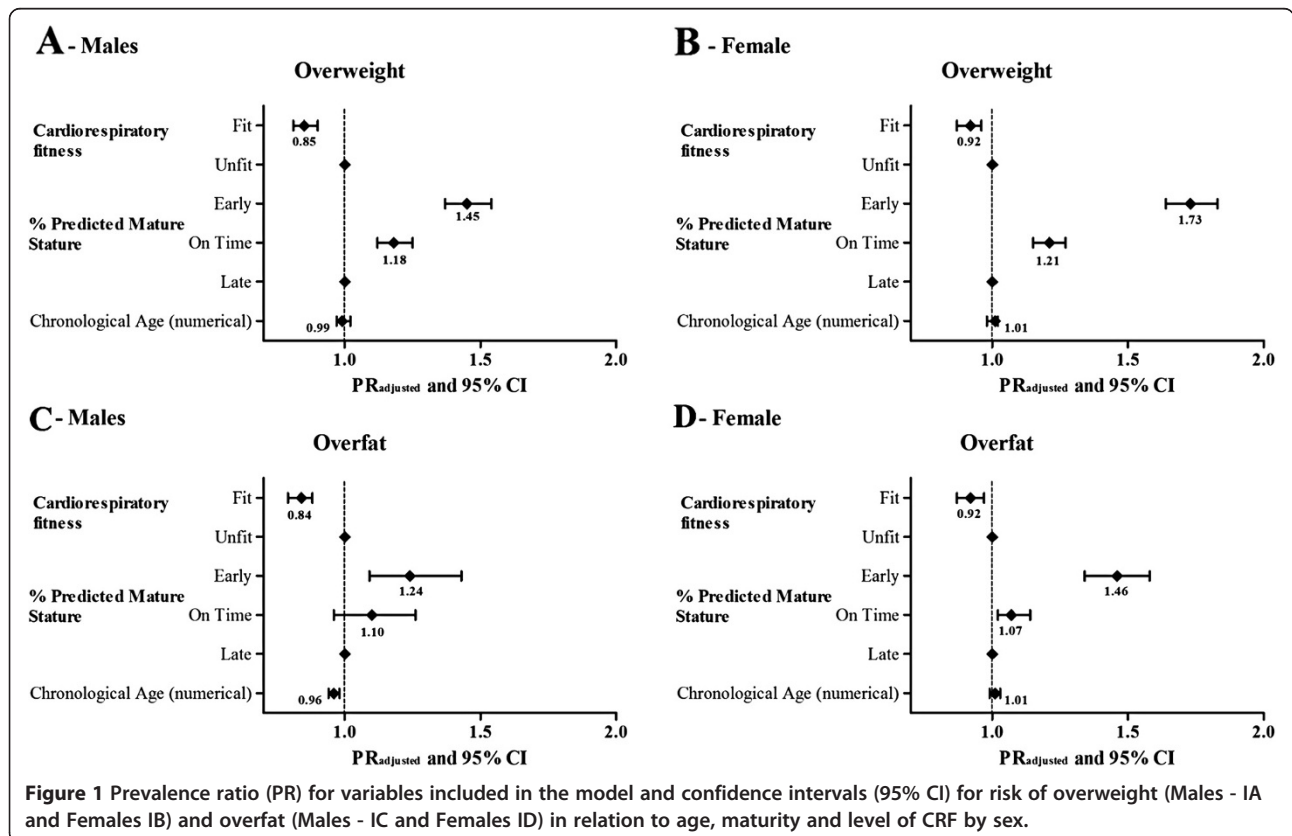 A - Males
Overweight
Cardiorespiratory
fitness
Fit
0.85
Unfit
% Predicted Mature
Stature
Early
1.45
On Time
1.18
Late
Chronological Age (numerical)
0.99
1.0
1.5
2.0
PRadjusted and 95% CI
B - Female
Overweight
Cardiorespiratory
fitness
Fit
0.92
Unfit
% Predicted Mature
Stature
Early
1.73
On Time
1.21
Late
Chronological Age (numerical)
1.01
1.0
1.5
2.0
PRadjusted and 95% CI
C - Males
Overfat
Cardiorespiratory
fitness
Fit
0.84
Unfit
% Predicted Mature
Stature
Early
1.24
On Time
1.10
Late
Chronological Age (numerical)
0.96
1.0
1.5
2.0
PRadjusted and 95% CI
D - Female
Overfat
Cardiorespiratory
fitness
Fit
0.92
Unfit
% Predicted Mature
Stature
Early
1.46
On Time
1.07
Late
Chronological Age (numerical)
1.01
1.0
1.5
2.0
PRadjusted and 95% CI
Figure 1 Prevalence ratio (PR) for variables included in the model and confidence intervals (95% CI) for risk of overweight (Males - IA
and Females IB) and overfat (Males - IC and Females ID) in relation to age, maturity and level of CRF by sex.